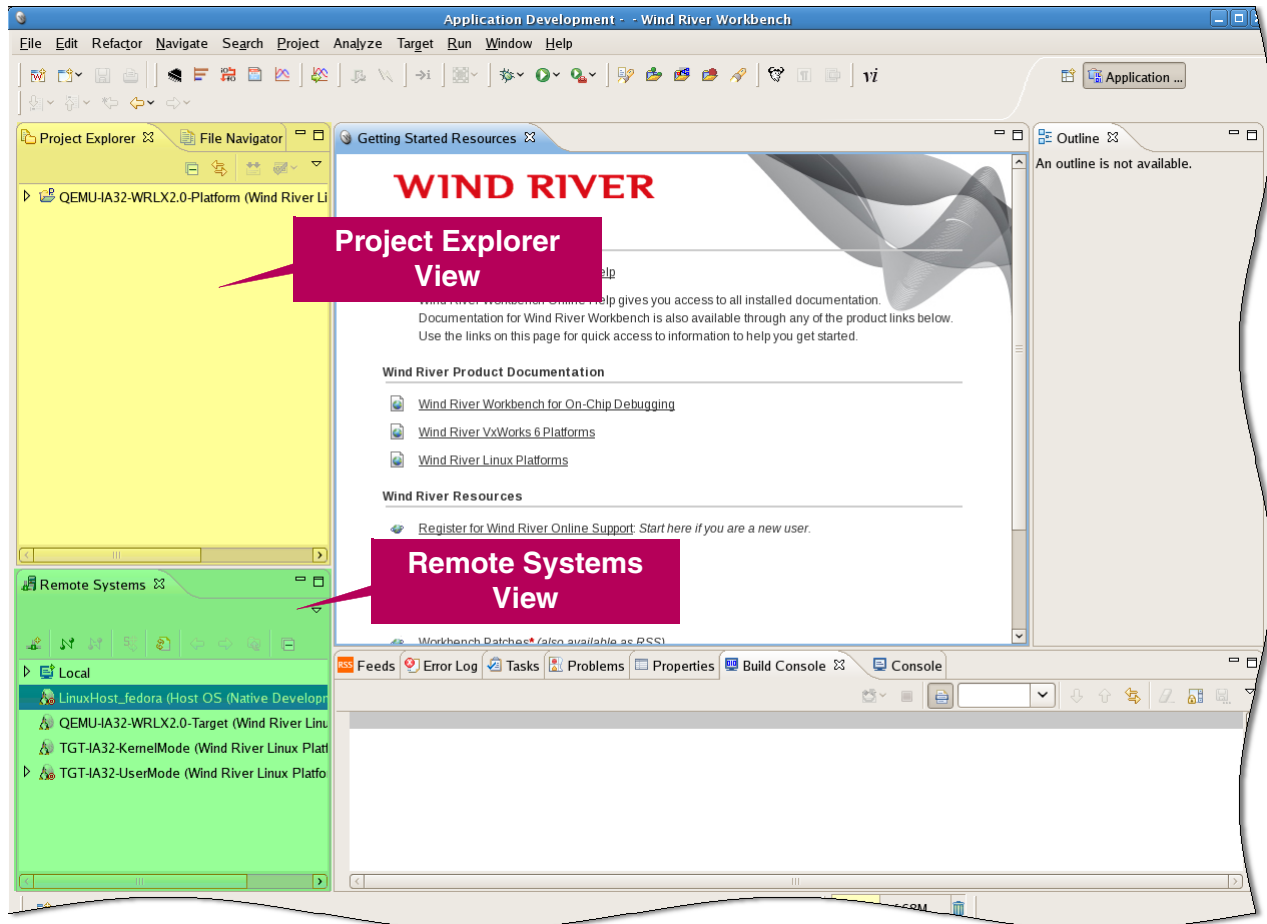 Application Development - - Wind River Workbench
File Edit Refactor Navigate Search Project Analyze Target Run Window Help
vi
Application ...
Project Explorer
File Navigator
QEMU-IA32-WRLX2.0-Platform (Wind River Li
Getting Started Resources
WIND RIVER
Project Explorer
View
Wind River Workbench Online Help gives you access to all installed documentation.
Documentation for Wind River Workbench is also available through any of the product links below.
Use the links on this page for quick access to information to help you get started.
Wind River Product Documentation
Wind River Workbench for On-Chip Debugging
Wind River VxWorks 6 Platforms
Wind River Linux Platforms
Wind River Resources
Register for Wind River Online Support: Start here if you are a new user.
Remote Systems
View
Workbench Patches* (also available as RSS)
Outline
An outline is not available.
Remote Systems
Local
LinuxHost_fedora (Host OS (Native Developm
QEMU-IA32-WRLX2.0-Target (Wind River Linu
TGT-IA32-KernelMode (Wind River Linux Platf
TGT-IA32-UserMode (Wind River Linux Platfo
RSS Feeds Error Log Tasks Problems Properties Build Console Console